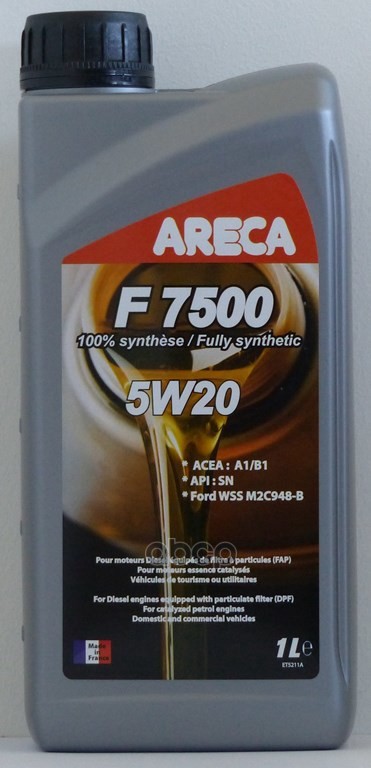 ARECA
F 7500
100% synthèse / Fully synthetic
5W20
* ACEA : A1/B1
* API : SN
* Ford WSS M2C948-B
Pour moteurs Diesel équipés de filtre à particules (FAP)
Pour moteurs essence catalysés
Véhicules de tourisme ou utilitaires
For Diesel engines equipped with particulate filter (DPF)
For catalyzed petrol engines
Domestic and commercial vehicles
Made
in
France
1L℮
ET5211A